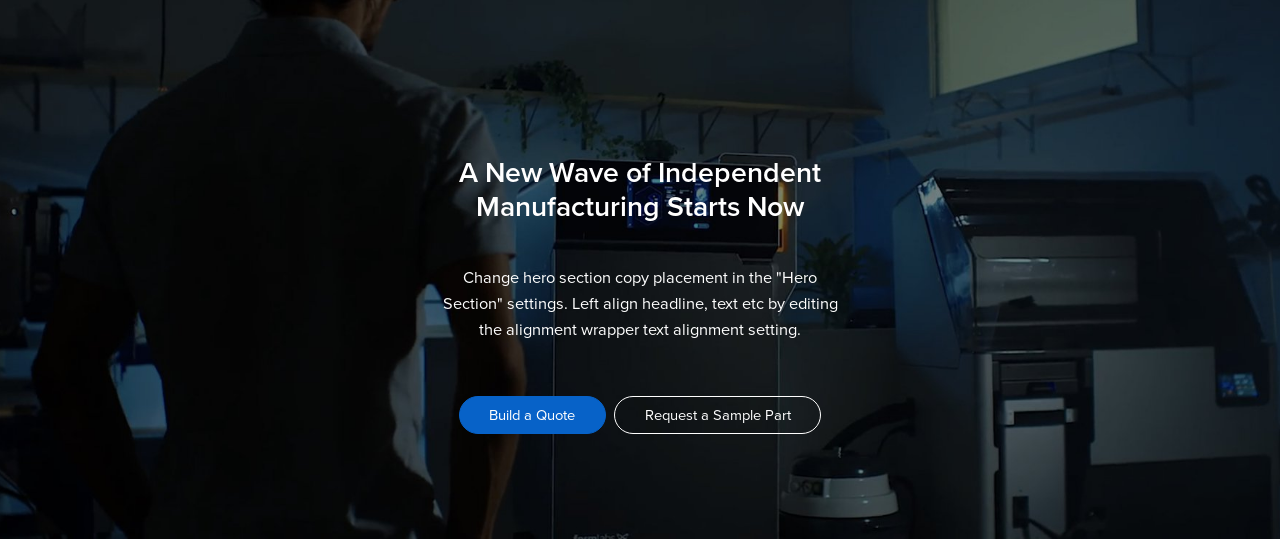 A New Wave of Independent
Manufacturing Starts Now
Change hero section copy placement in the "Hero
Section" settings. Left align headline, text etc by editing
the alignment wrapper text alignment setting.
Build a Quote
Request a Sample Part
formlabs